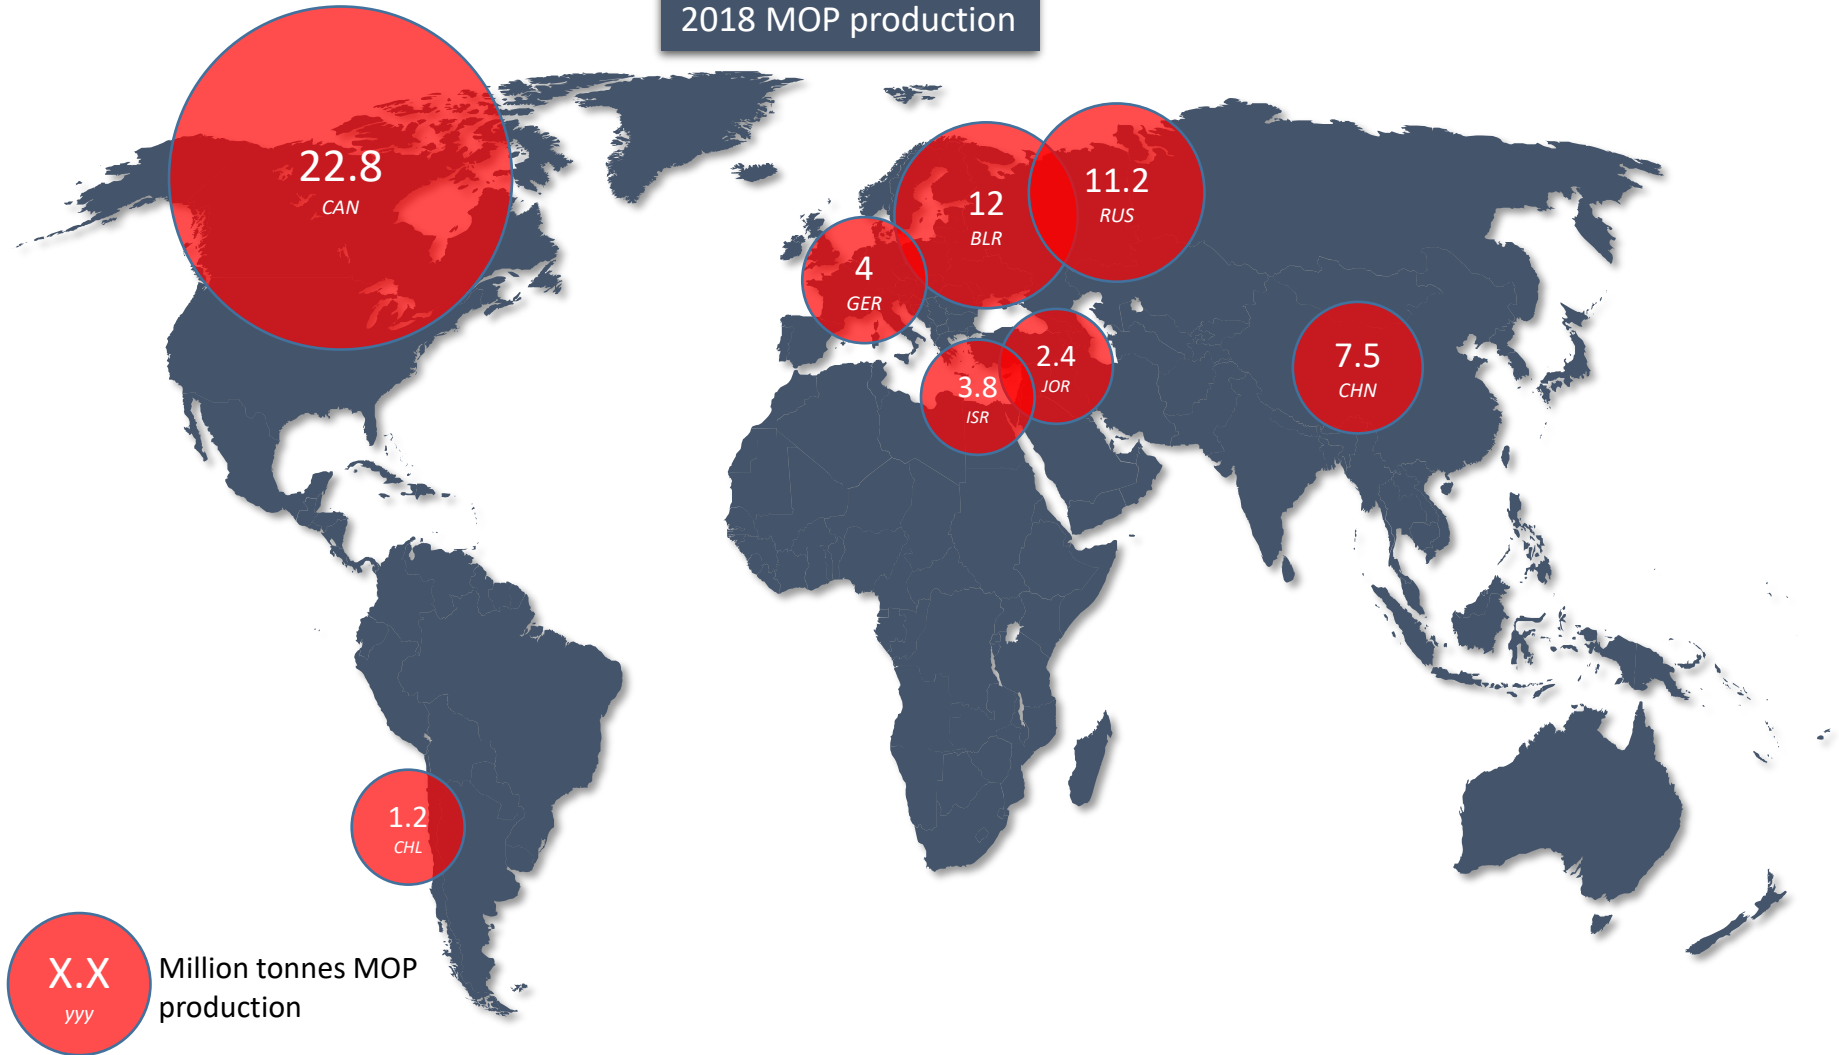 2018 MOP production
22.8
CAN
12
BLR
11.2
RUS
4
GER
7.5
CHN
2.4
JOR
3.8
ISR
1.2
CHL
X.X
yyy
Million tonnes MOP
production